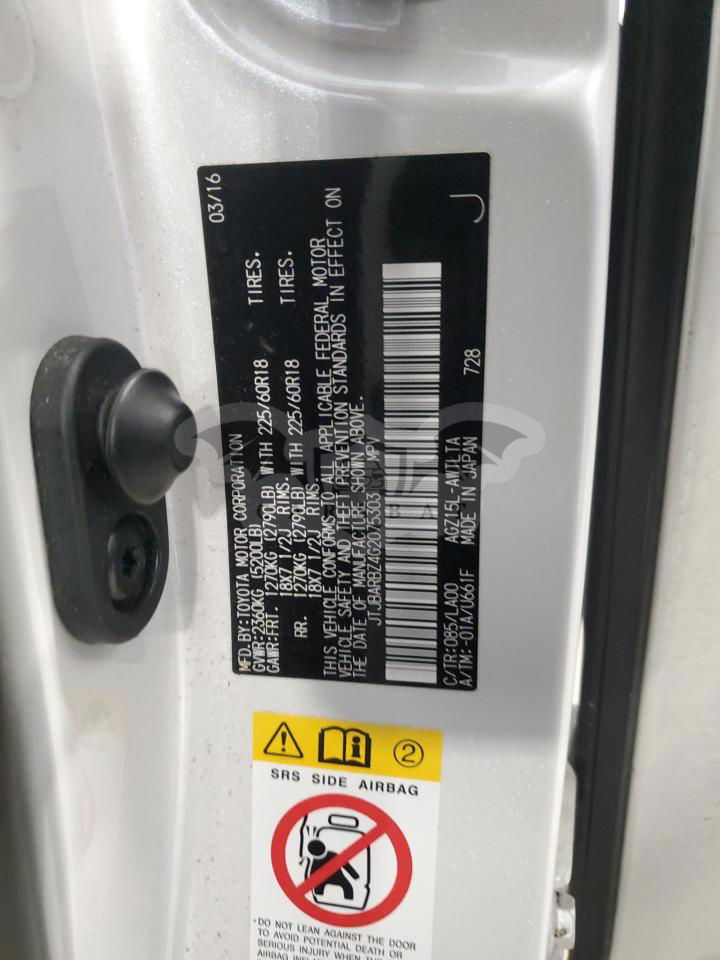 03/16
MFD.BY:TOYOTA MOTOR CORPORATION
GVWR:2360KG (5200LB)
GAWR:FRT. 1270KG (2790LB) WITH 225/60R18 TIRES.
18X7 1/2J RIMS.
RR. 1270KG (2790LB) WITH 225/60R18 TIRES.
18X7 1/2J RIMS.
THIS VEHICLE CONFORMS TO ALL APPLICABLE FEDERAL MOTOR
VEHICLE SAFETY AND THEFT PREVENTION STANDARDS IN EFFECT ON
THE DATE OF MANUFACTURE SHOWN ABOVE.
JTJBARBZ4G2075303 MPV
C/TR:085/LA00 AGZ15L-AWTLTA
A/TM:-01A/U661F MADE IN JAPAN 728
J
2
SRS SIDE AIRBAG
·DO NOT LEAN AGAINST THE DOOR
TO AVOID POTENTIAL DEATH OR
SERIOUS INJURY WHEN THE